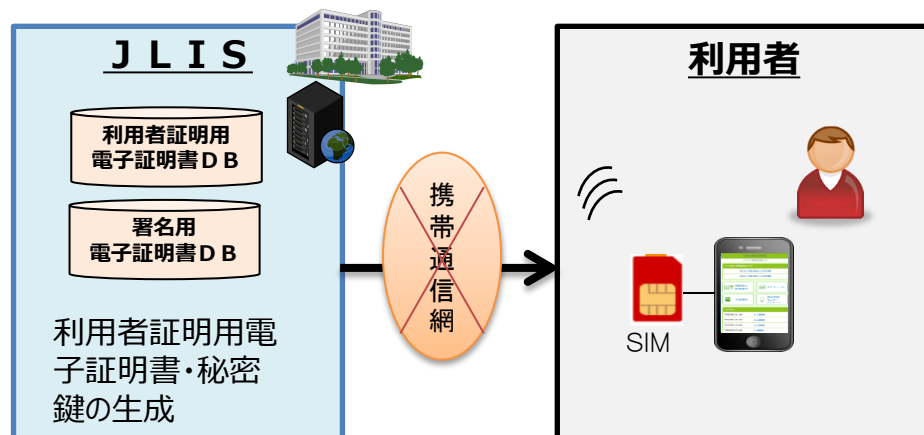 ＪＬＩＳ
利用者証明用
電子証明書ＤＢ
署名用
電子証明書ＤＢ
利用者証明用電
子証明書・秘密
鍵の生成
携帯通信網
利用者
SIM